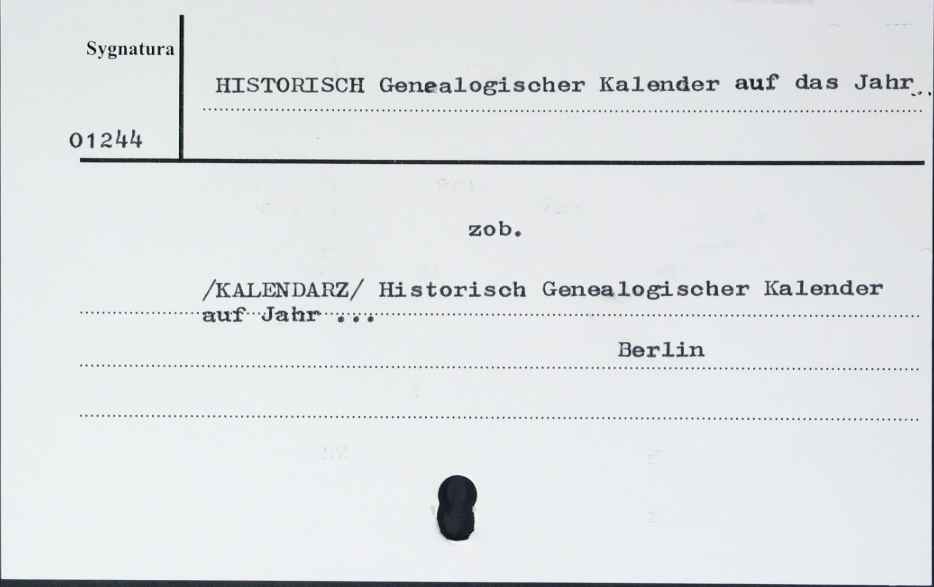 Sygnatura
HISTORISCH Genealogischer Kalender auf das Jahr...
01244
zob.
/KALENDARZ/ Historisch Genealogischer Kalender
auf Jahr ...
Berlin